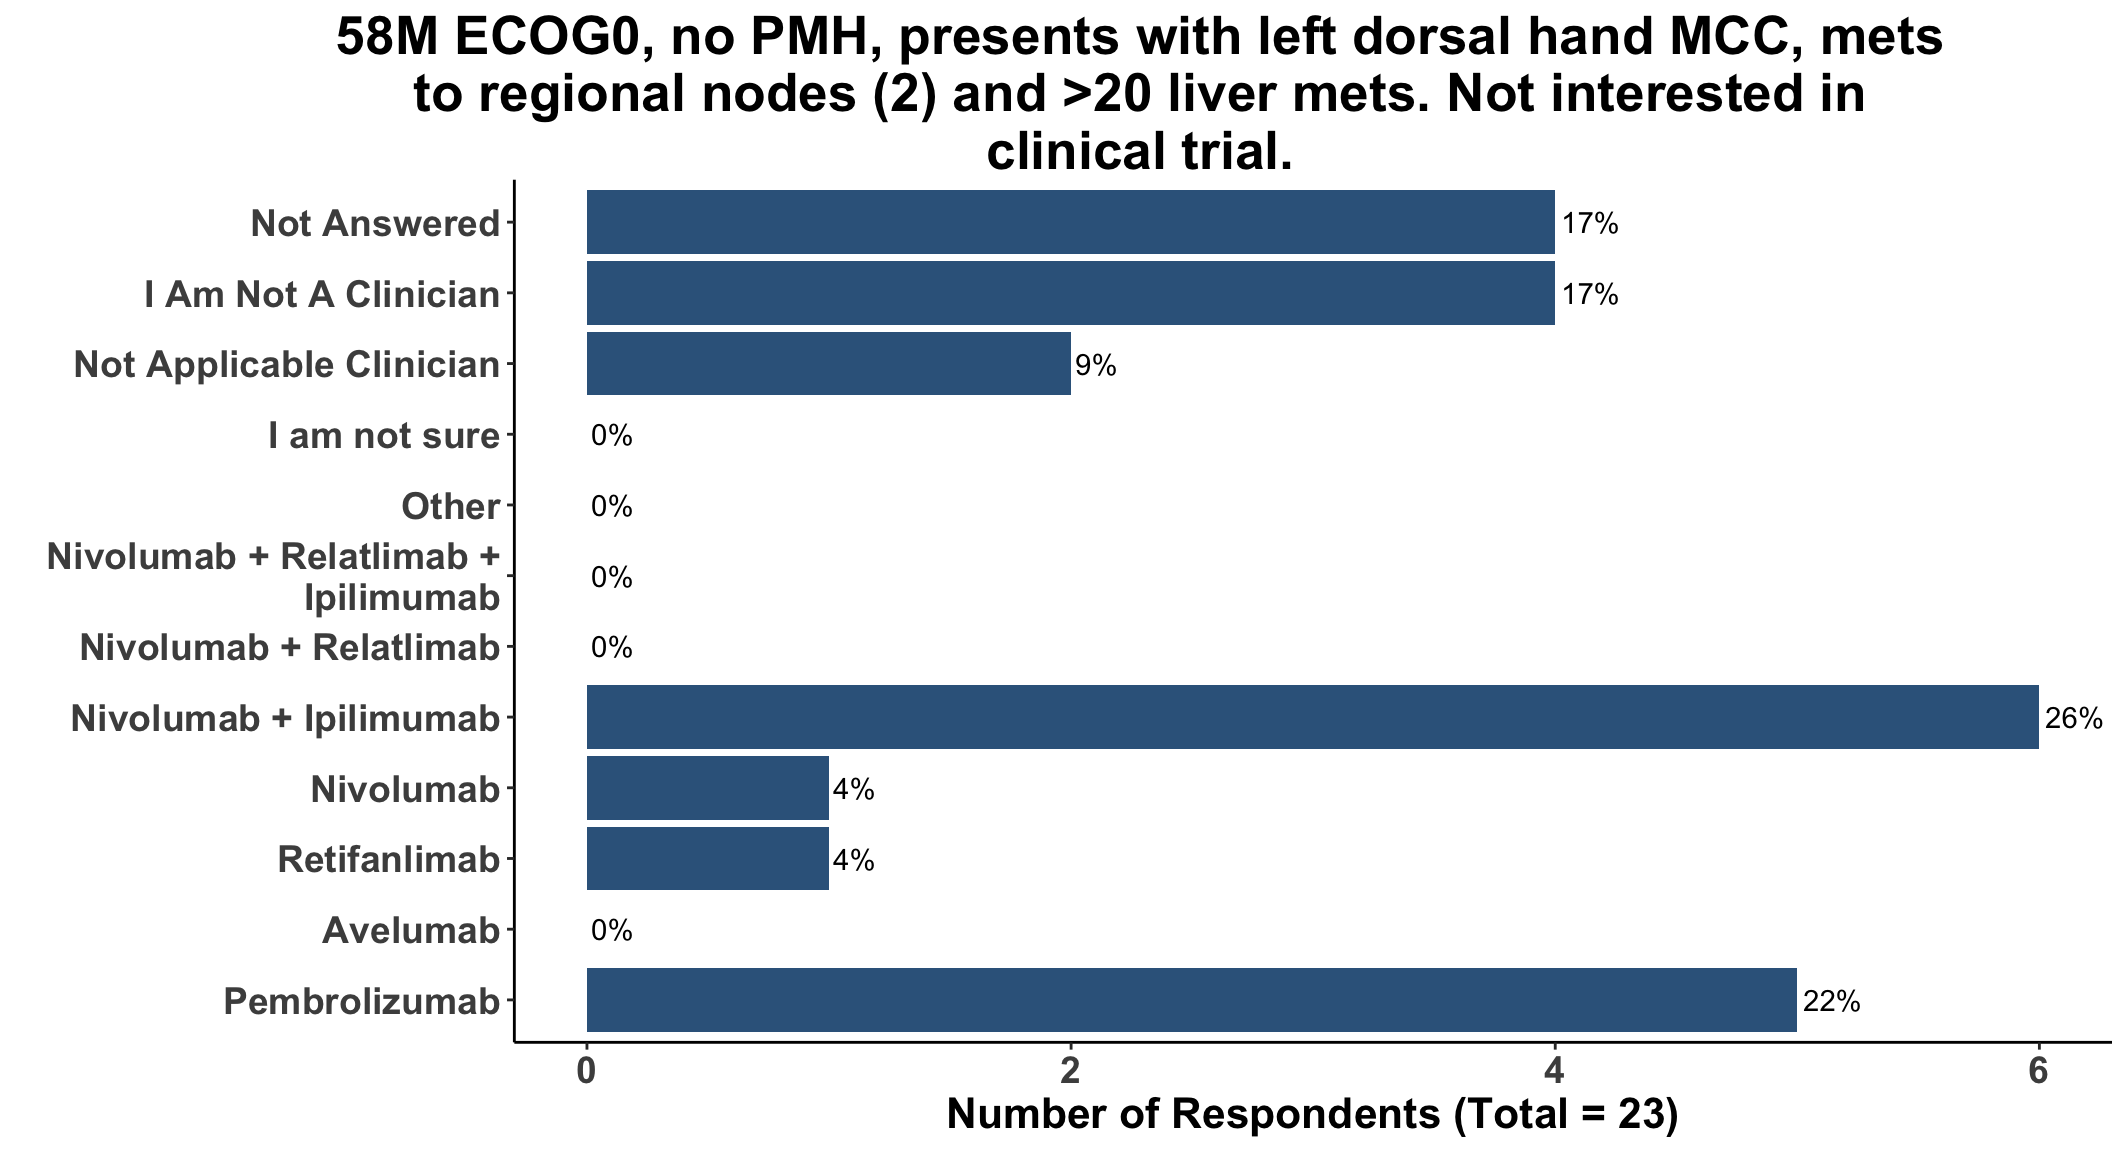 58M ECOG0, no PMH, presents with left dorsal hand MCC, mets
to regional nodes (2) and >20 liver mets. Not interested in
clinical trial.
Not Answered
17%
I Am Not A Clinician
17%
Not Applicable Clinician
9%
I am not sure
0%
Other
0%
Nivolumab + Relatlimab +
Ipilimumab
0%
Nivolumab + Relatlimab
0%
Nivolumab + Ipilimumab
26%
Nivolumab
4%
Retifanlimab
4%
Avelumab
0%
Pembrolizumab
22%
0 2 4 6
Number of Respondents (Total = 23)